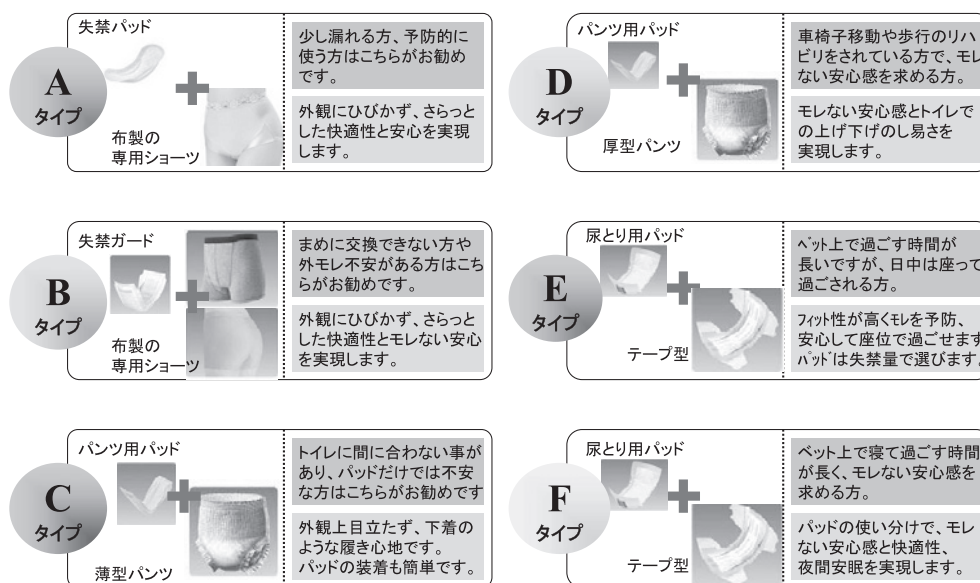 失禁パッド
A
タイプ
布製の
専用ショーツ
少し漏れる方、予防的に
使う方はこちらがお勧め
です。
外観にひびかず、さらっと
した快適性と安心を実現
します。
失禁ガード
B
タイプ
布製の
専用ショーツ
まめに交換できない方や
外モレ不安がある方はこち
らがお勧めです。
外観にひびかず、さらっと
した快適性とモレない安心
を実現します。
パンツ用パッド
C
タイプ
薄型パンツ
トイレに間に合わない事が
あり、パッドだけでは不安
な方はこちらがお勧めです
外観上目立たず、下着の
ような履き心地です。
パッドの装着も簡単です。
パンツ用パッド
D
タイプ
厚型パンツ
車椅子移動や歩行のリハ
ビリをされている方で、モレ
ない安心感を求める方。
モレない安心感とトイレで
の上げ下げのし易さを
実現します。
尿とり用パッド
E
タイプ
テープ型
ベット上で過ごす時間が
長いですが、日中は座って
過ごされる方。
フィット性が高くモレを予防、
安心して座位で過ごせます
パッドは失禁量で選びます。
尿とり用パッド
F
タイプ
テープ型
ベット上で寝て過ごす時間
が長く、モレない安心感を
求める方。
パッドの使い分けで、モレ
ない安心感と快適性、
夜間安眠を実現します。